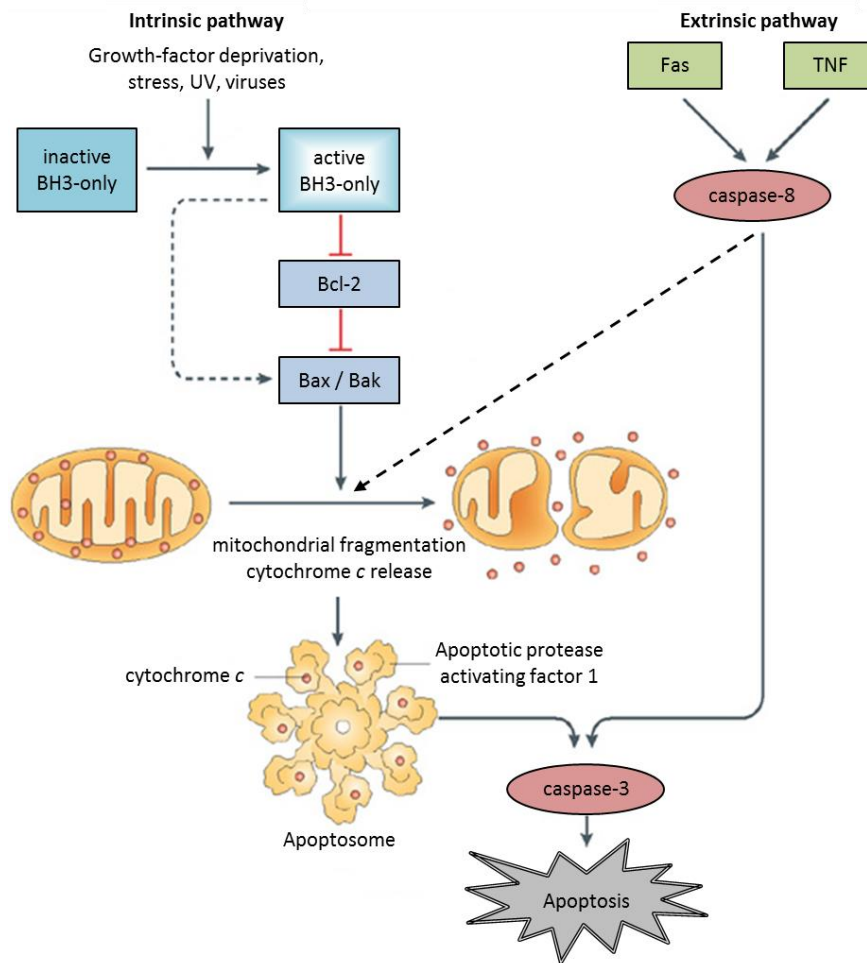 Intrinsic pathway
Extrinsic pathway
Growth-factor deprivation,
stress, UV, viruses
Fas
TNF
inactive
BH3-only
active
BH3-only
caspase-8
Bcl-2
Bax / Bak
mitochondrial fragmentation
cytochrome c release
cytochrome c
Apoptotic protease
activating factor 1
Apoptosome
caspase-3
Apoptosis